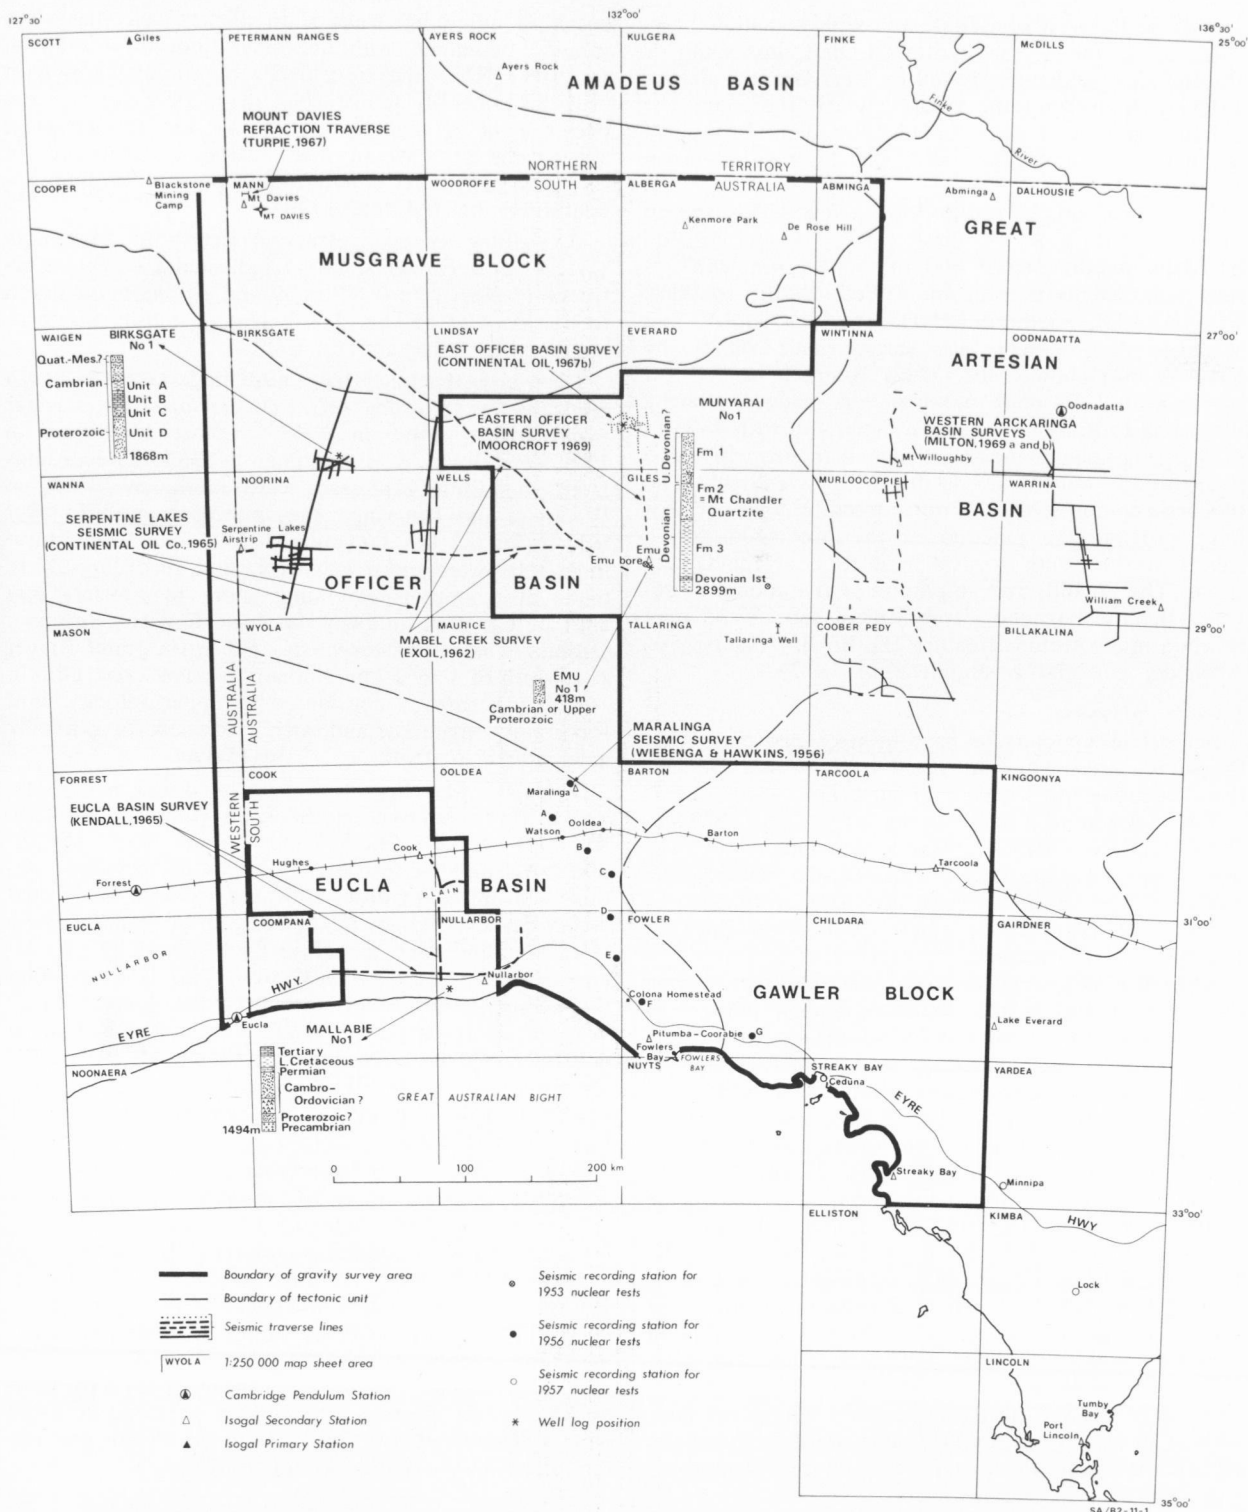 127°30'
132°00'
136°30'
25°00'
SCOTT
Giles
PETERMANN RANGES
AYERS ROCK
KULGERA
FINKE
McDILLS
Ayers Rock
AMADEUS BASIN
Finke
River
MOUNT DAVIES
REFRACTION TRAVERSE
(TURPIE, 1967)
NORTHERN TERRITORY
SOUTH AUSTRALIA
COOPER
Blackstone
Mining
Camp
MANN
Mt Davies
MT DAVIES
WOODROFFE
ALBERGA
ABMINGA
Abminga
DALHOUSIE
Kenmore Park
De Rose Hill
GREAT
MUSGRAVE BLOCK
WAIGEN
BIRKSGATE
No 1
BIRKSGATE
LINDSAY
EVERARD
WINTINNA
OODNADATTA
27°00'
Quat.-Mes.?
Cambrian
Unit A
Unit B
Unit C
Proterozoic
Unit D
1868m
EAST OFFICER BASIN SURVEY
(CONTINENTAL OIL, 1967b)
ARTESIAN
MUNYARAI
No 1
Oodnadatta
EASTERN OFFICER
BASIN SURVEY
(MOORCROFT 1969)
U. Devonian?
Fm 1
WESTERN ARCKARINGA
BASIN SURVEYS
(MILTON, 1969 a and b)
Mt Willoughby
WANNA
NOORINA
WELLS
GILES
Fm 2
= Mt Chandler
Quartzite
MURLOOCOPPIE
WARRINA
BASIN
SERPENTINE LAKES
SEISMIC SURVEY
(CONTINENTAL OIL Co., 1965)
Serpentine Lakes
Airstrip
Devonian
Fm 3
Emu
Emu bore
OFFICER BASIN
Devonian lst
2899m
William Creek
MASON
WYOLA
MAURICE
TALLARINGA
COOBER PEDY
BILLAKALINA
29°00'
Tallaringa Well
MABEL CREEK SURVEY
(EXOIL, 1962)
EMU
No 1
418m
Cambrian or Upper
Proterozoic
WESTERN AUSTRALIA
SOUTH AUSTRALIA
MARALINGA
SEISMIC SURVEY
(WIEBENGA & HAWKINS, 1956)
FORREST
COOK
OOLDEA
BARTON
TARCOOLA
KINGOONYA
EUCLA BASIN SURVEY
(KENDALL, 1965)
Maralinga
A
Ooldea
Watson
B
Barton
Cook
Hughes
Tarcoola
Forrest
C
EUCLA BASIN
PLAIN
D
EUCLA
COOMPANA
NULLARBOR
FOWLER
CHILDARA
GAIRDNER
31°00'
NULLARBOR
E
Nullarbor
HWY.
Colona Homestead
F
GAWLER BLOCK
EYRE
Eucla
MALLABIE
No1
Pitumba-Coorabie
G
Lake Everard
Fowlers
Bay
FOWLERS
BAY
NOONAERA
NUYTS
STREAKY BAY
YARDEA
Tertiary
L Cretaceous
Permian
Cambro-
Ordovician ?
Proterozoic?
Precambrian
1494m
GREAT AUSTRALIAN BIGHT
Ceduna
EYRE
Streaky Bay
Minnipa
0 100 200 km
ELLISTON
KIMBA
HWY
33°00'
Lock
LINCOLN
Tumby
Bay
Port
Lincoln
35°00'
Boundary of gravity survey area
Boundary of tectonic unit
Seismic traverse lines
WYOLA
1:250 000 map sheet area
Cambridge Pendulum Station
Isogal Secondary Station
Isogal Primary Station
Seismic recording station for
1953 nuclear tests
Seismic recording station for
1956 nuclear tests
Seismic recording station for
1957 nuclear tests
Well log position
SA/B2-11-1